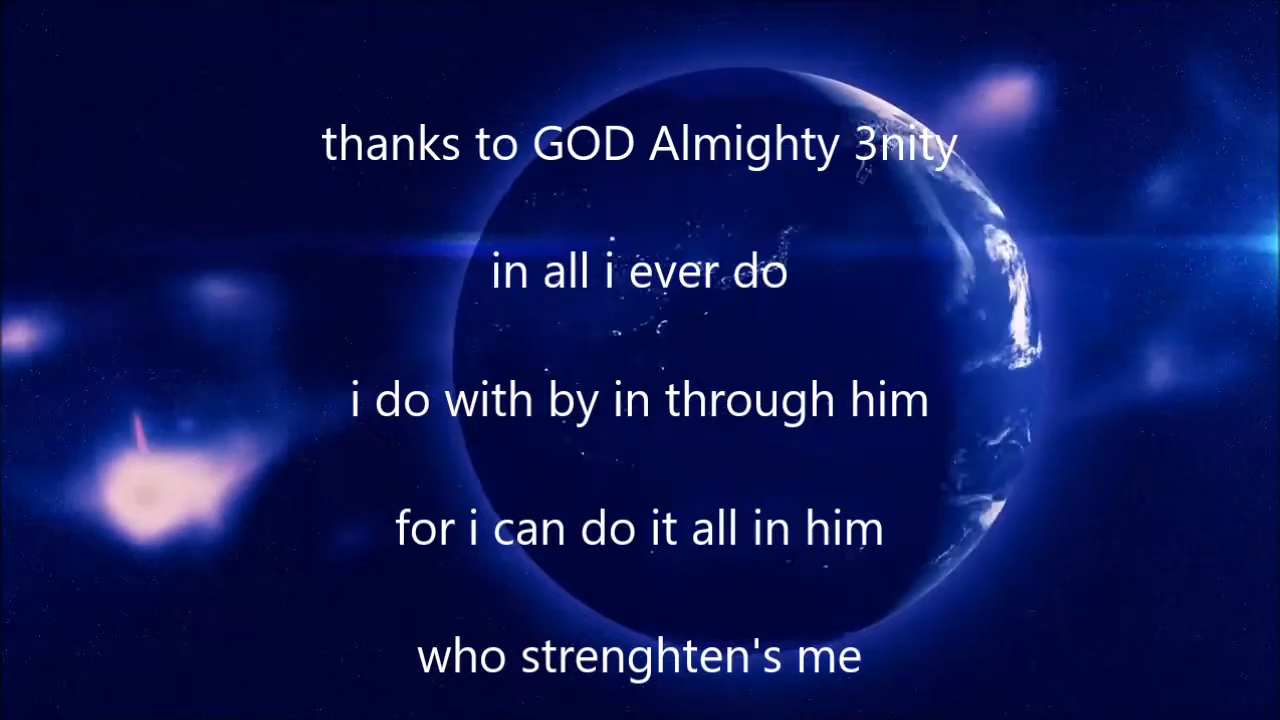 thanks to GOD Almighty 3nity
in all i ever do
i do with by in through him
for i can do it all in him
who strenghten's me